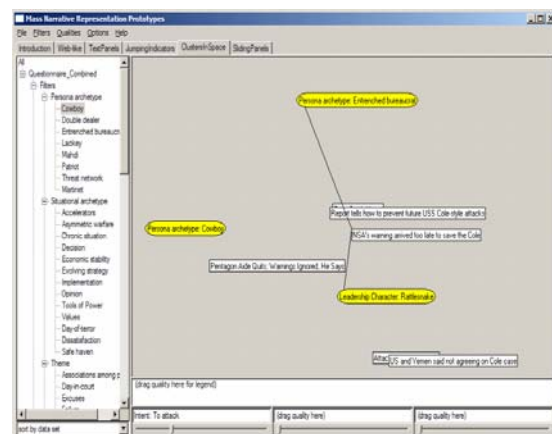 Mass Narrative Representation Prototypes
File Filters Qualities Options Help
Introduction Web-like TextPanels JumpingIndicators ClustersInSpace SlidingPanels
All
Questionnaire_Combined
Filters
Persona archetype
Cowboy
Double dealer
Entrenched bureaucr
Lackey
Mahdi
Patriot
Threat network
Martinet
Situational archetype
Accelerators
Asymmetric warfare
Chronic situation
Decision
Economic stability
Evolving strategy
Implementation
Opinion
Tools of Power
Values
Day-of-terror
Dissatisfaction
Safe haven
Theme
Associations among p
Day-in-court
Excuses
sort by data set
Persona archetype: Entrenched bureaucrat
Report tells how to prevent future USS Cole-style attacks
Persona archetype: Cowboy
NSA's warning arrived too late to save the Cole
Pentagon Aide Quits; Warnings Ignored, He Says
Leadership Character: Rattlesnake
Attac US and Yemen said not agreeing on Cole case
(drag quality here for legend)
Intent: To attack (drag quality here) (drag quality here)